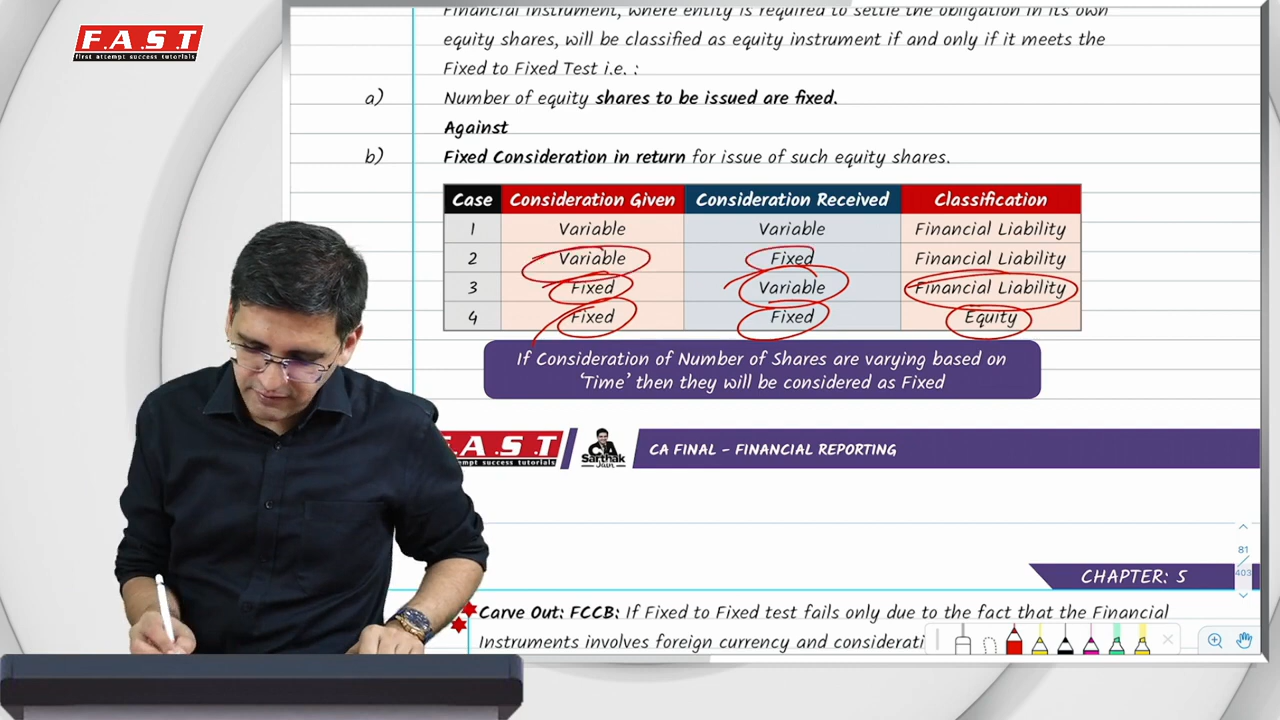 F.A.S.T
first attempt success tutorials
Financial Instrument, where entity is required to settle the obligation in its own
equity shares, will be classified as equity instrument if and only if it meets the
Fixed to Fixed Test i.e. :
a) Number of equity shares to be issued are fixed.
Against
b) Fixed Consideration in return for issue of such equity shares.
Case Consideration Given Consideration Received Classification
1 Variable Variable Financial Liability
2 Variable Fixed Financial Liability
3 Fixed Variable Financial Liability
4 Fixed Fixed Equity
If Consideration of Number of Shares are varying based on
'Time' then they will be considered as Fixed
F.A.S.T
empt success tutorials
CA
Sarthak
Jain
CA FINAL – FINANCIAL REPORTING
81
403
CHAPTER: 5
Carve Out: FCCB: If Fixed to Fixed test fails only due to the fact that the Financial
Instruments involves foreign currency and considerati